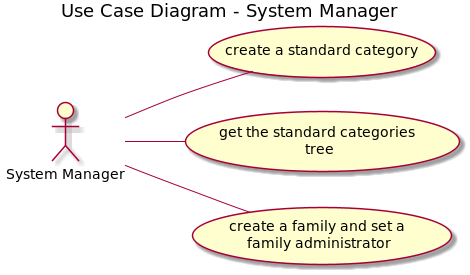 Use Case Diagram - System Manager
create a standard category
get the standard categories
tree
System Manager
create a family and set a
family administrator